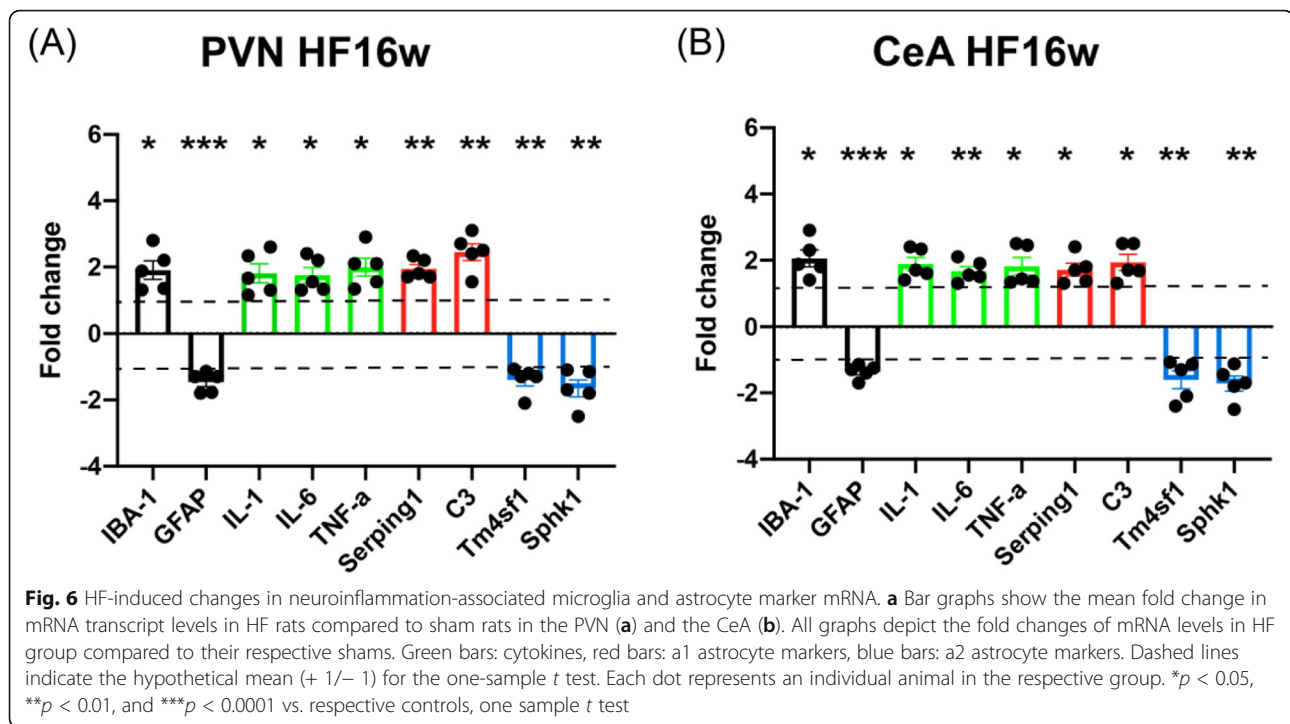 (A)
PVN HF16w
Fold change
6
4
2
0
-2
-4
* *** * * * ** ** ** **
IBA-1
GFAP
IL-1
IL-6
TNF-a
Serping1
C3
Tm4sf1
Sphk1
(B)
CeA HF16w
Fold change
6
4
2
0
-2
-4
* *** * ** * * * ** **
IBA-1
GFAP
IL-1
IL-6
TNF-a
Serping1
C3
Tm4sf1
Sphk1
Fig. 6 HF-induced changes in neuroinflammation-associated microglia and astrocyte marker mRNA. a Bar graphs show the mean fold change in
mRNA transcript levels in HF rats compared to sham rats in the PVN (a) and the CeA (b). All graphs depict the fold changes of mRNA levels in HF
group compared to their respective shams. Green bars: cytokines, red bars: a1 astrocyte markers, blue bars: a2 astrocyte markers. Dashed lines
indicate the hypothetical mean (+ 1/− 1) for the one-sample t test. Each dot represents an individual animal in the respective group. *p < 0.05,
**p < 0.01, and ***p < 0.0001 vs. respective controls, one sample t test